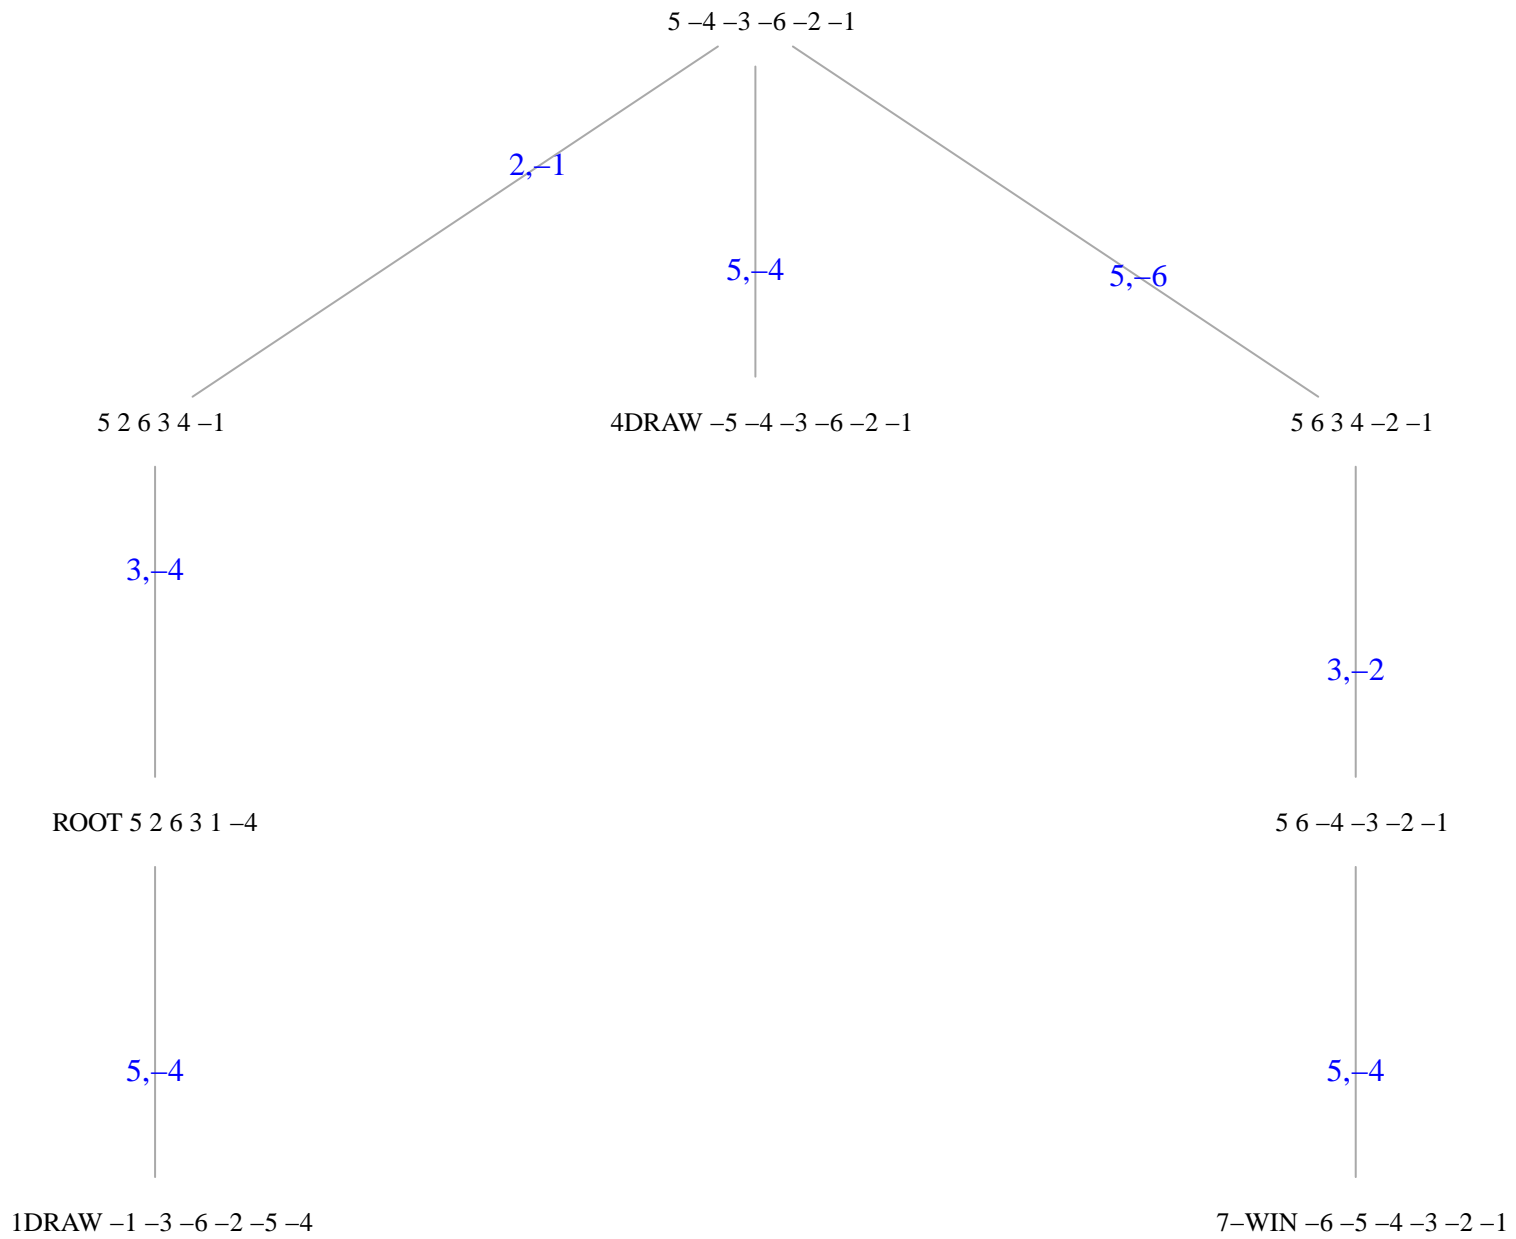 5 –4 –3 –6 –2 –1
2,–1
5,–4
5,–6
5 2 6 3 4 –1
4DRAW –5 –4 –3 –6 –2 –1
5 6 3 4 –2 –1
3,–4
3,–2
ROOT 5 2 6 3 1 –4
5 6 –4 –3 –2 –1
5,–4
5,–4
1DRAW –1 –3 –6 –2 –5 –4
7–WIN –6 –5 –4 –3 –2 –1